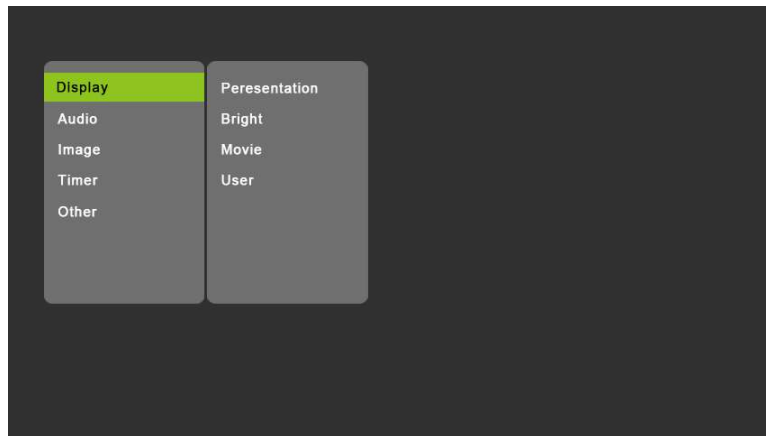 DIsplay
Audio
Image
Timer
Other
Peresentation
Bright
Movie
User